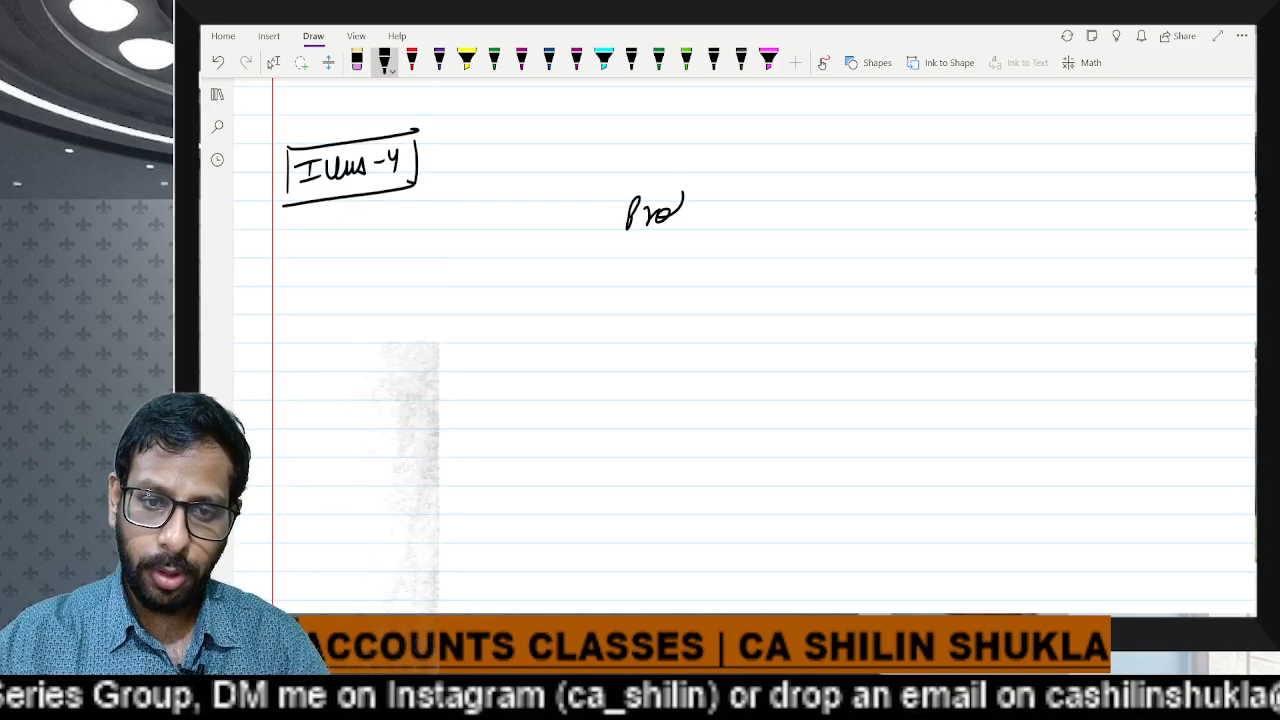 Home Insert Draw View Help
Share
Shapes Ink to Shape Ink to Text Math
Illus-4
Pro
ACCOUNTS CLASSES | CA SHILIN SHUKLA
Series Group, DM me on Instagram (ca_shilin) or drop an email on cashilinshukla@